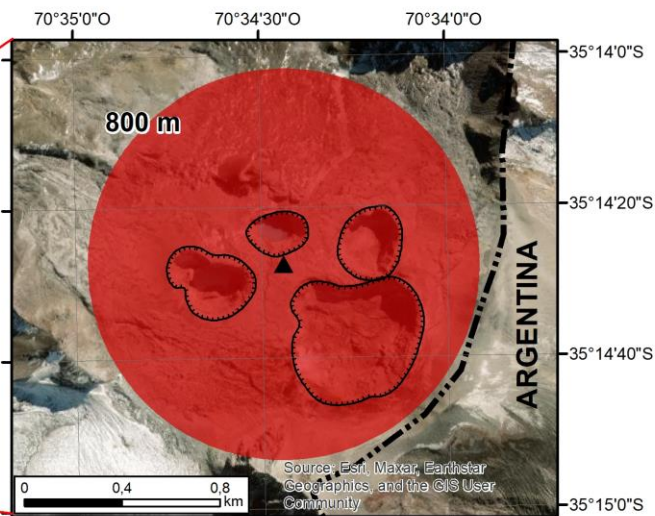 70°35'0"O 70°34'30"O 70°34'0"O
35°14'0"S
800 m
35°14'20"S
ARGENTINA
35°14'40"S
Source: Esri, Maxar, Earthstar
Geographics, and the GIS User
Community
0 0,4 0,8
km
35°15'0"S